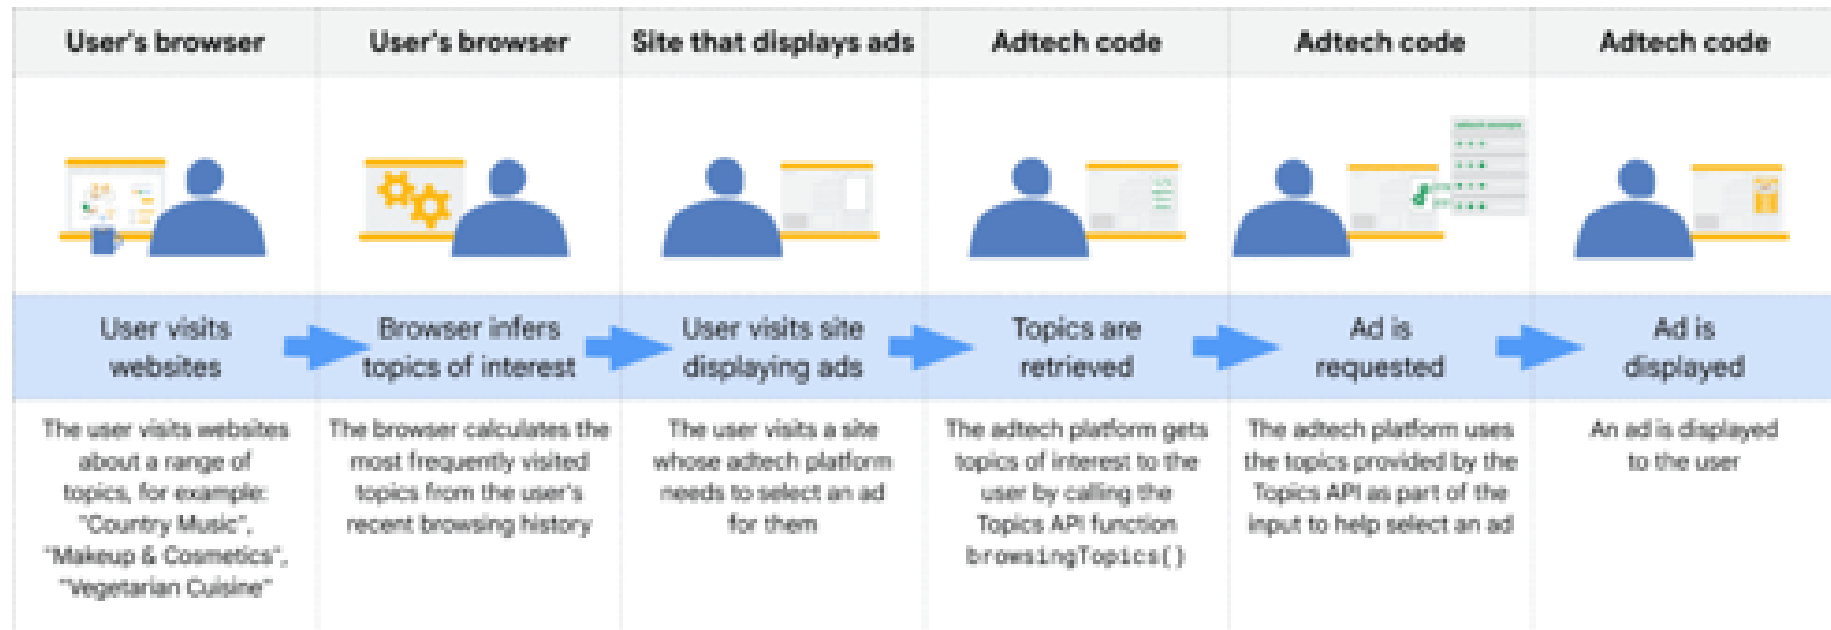 User's browser
User's browser
Site that displays ads
Adtech code
Adtech code
Adtech code
User visits
websites
Browser infers
topics of interest
User visits site
displaying ads
Topics are
retrieved
Ad is
requested
Ad is
displayed
The user visits websites
about a range of
topics, for example:
"Country Music",
"Makeup & Cosmetics",
"Vegetarian Cuisine"
The browser calculates the
most frequently visited
topics from the user's
recent browsing history
The user visits a site
whose adtech platform
needs to select an ad
for them
The adtech platform gets
topics of interest to the
user by calling the
Topics API function
browsingTopics()
The adtech platform uses
the topics provided by the
Topics API as part of the
input to help select an ad
An ad is displayed
to the user